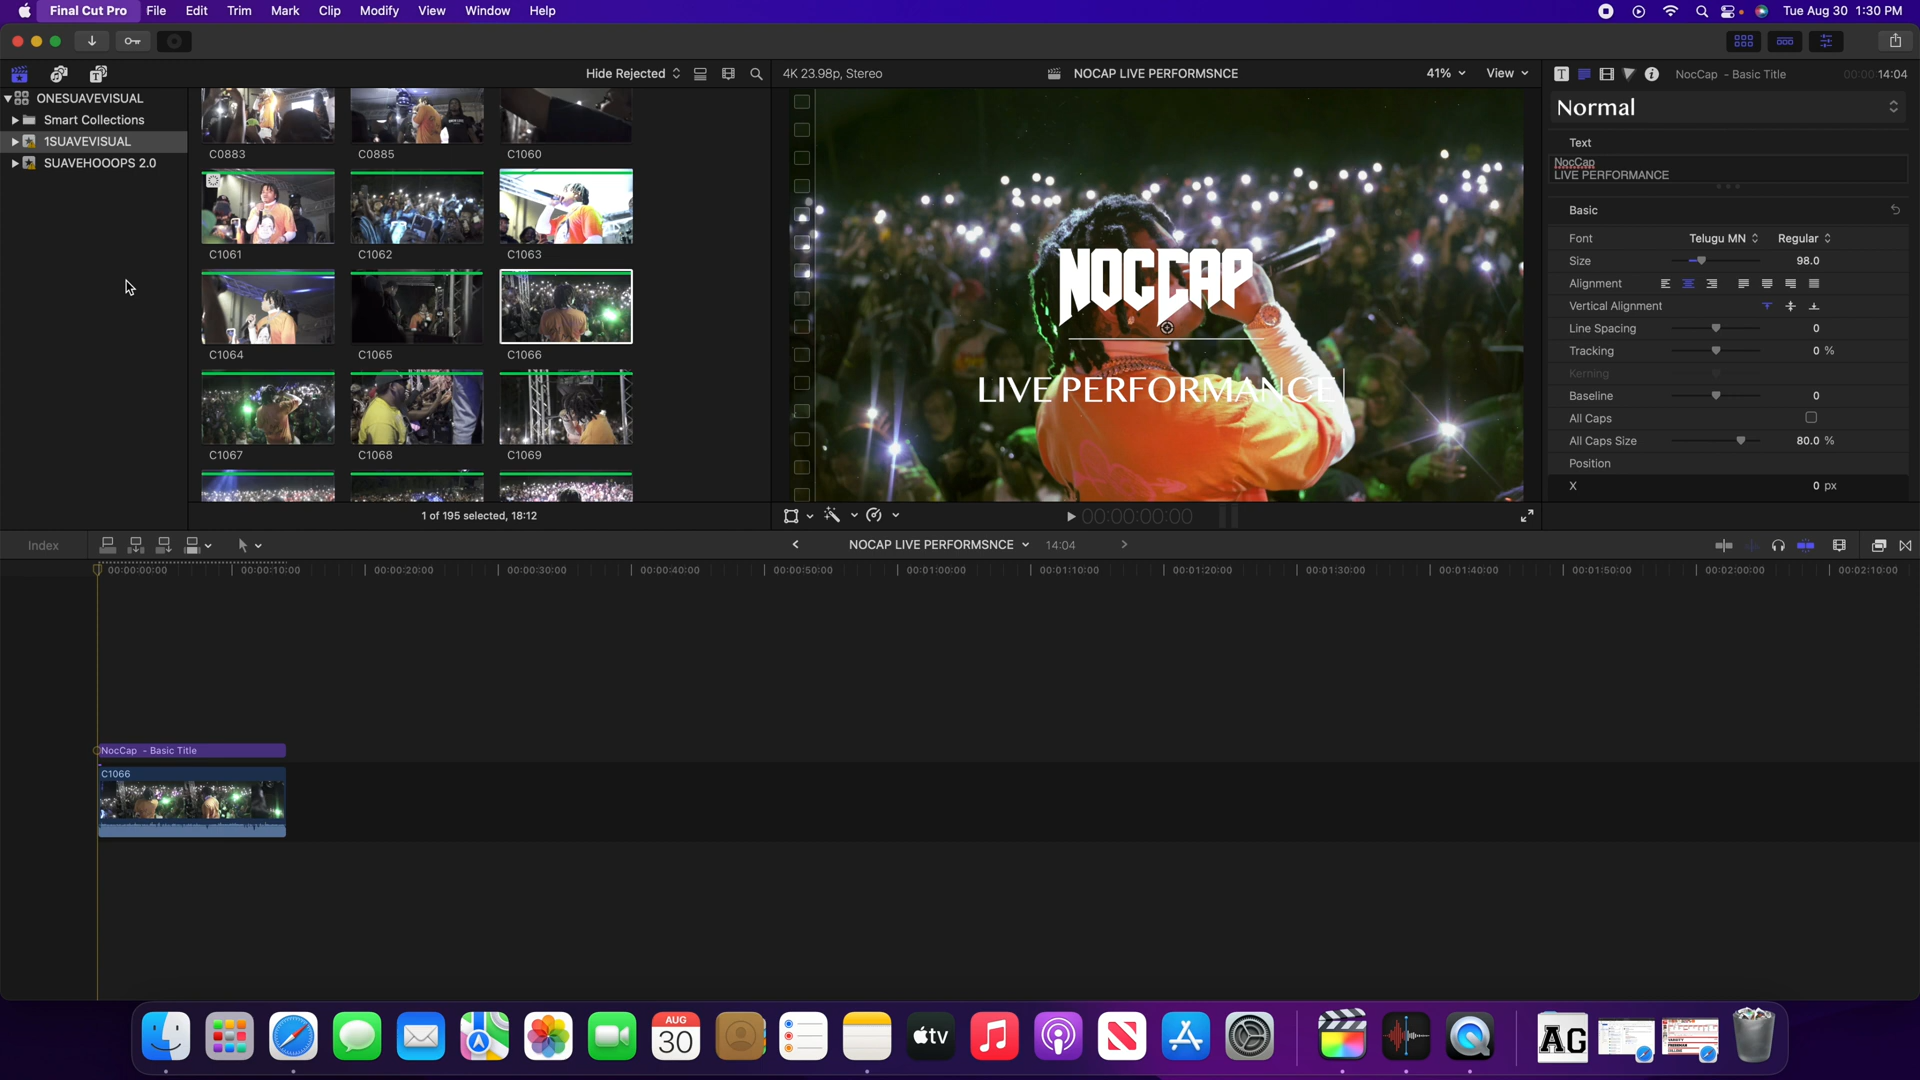 Final Cut Pro File Edit Trim Mark Clip Modify View Window Help
Tue Aug 30 1:30 PM
Hide Rejected
4K 23.98p, Stereo
NOCAP LIVE PERFORMSNCE
41%
View
NocCap - Basic Title
00:00:14:04
ONESUAVEVISUAL
Smart Collections
1SUAVEVISUAL
SUAVEHOOOPS 2.0
C0883
C0885
C1060
C1061
C1062
C1063
C1064
C1065
C1066
C1067
C1068
C1069
1 of 195 selected, 18:12
NOCCAP
LIVE PERFORMANCE
00:00:00:00
Normal
Text
NocCap
LIVE PERFORMANCE
Basic
Font Telugu MN Regular
Size 98.0
Alignment
Vertical Alignment
Line Spacing 0
Tracking 0 %
Kerning
Baseline 0
All Caps
All Caps Size 80.0 %
Position
X 0 px
Index
NOCAP LIVE PERFORMSNCE
14:04
00:00:00:00
00:00:10:00
00:00:20:00
00:00:30:00
00:00:40:00
00:00:50:00
00:01:00:00
00:01:10:00
00:01:20:00
00:01:30:00
00:01:40:00
00:01:50:00
00:02:00:00
00:02:10:00
NocCap - Basic Title
C1066
AUG
30
tv
AG